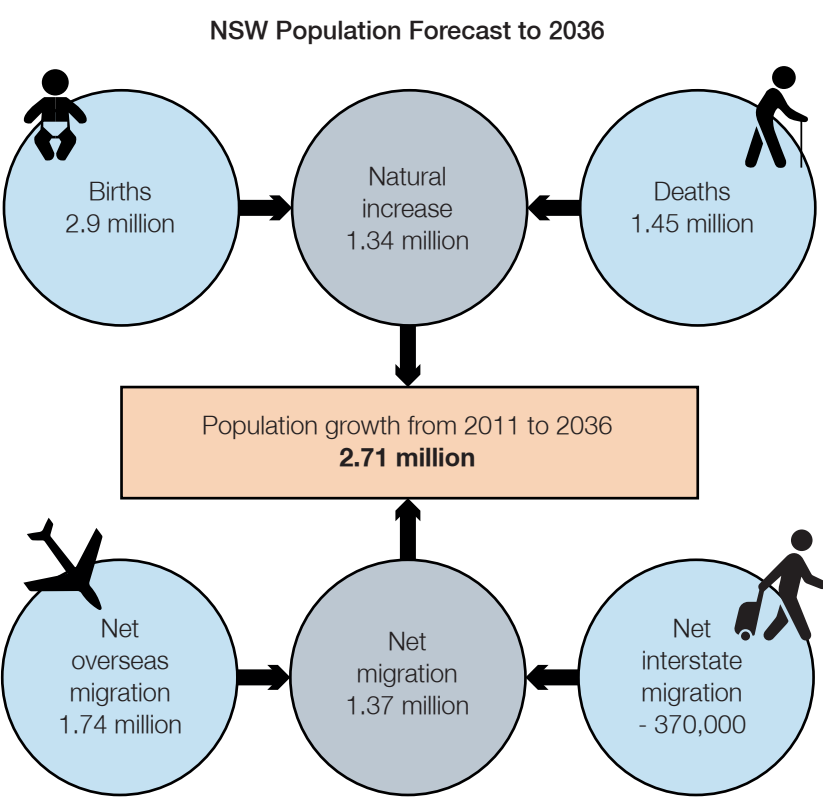 NSW Population Forecast to 2036
Births
2.9 million
Natural
increase
1.34 million
Deaths
1.45 million
Population growth from 2011 to 2036
2.71 million
Net
overseas
migration
1.74 million
Net
migration
1.37 million
Net
interstate
migration
- 370,000